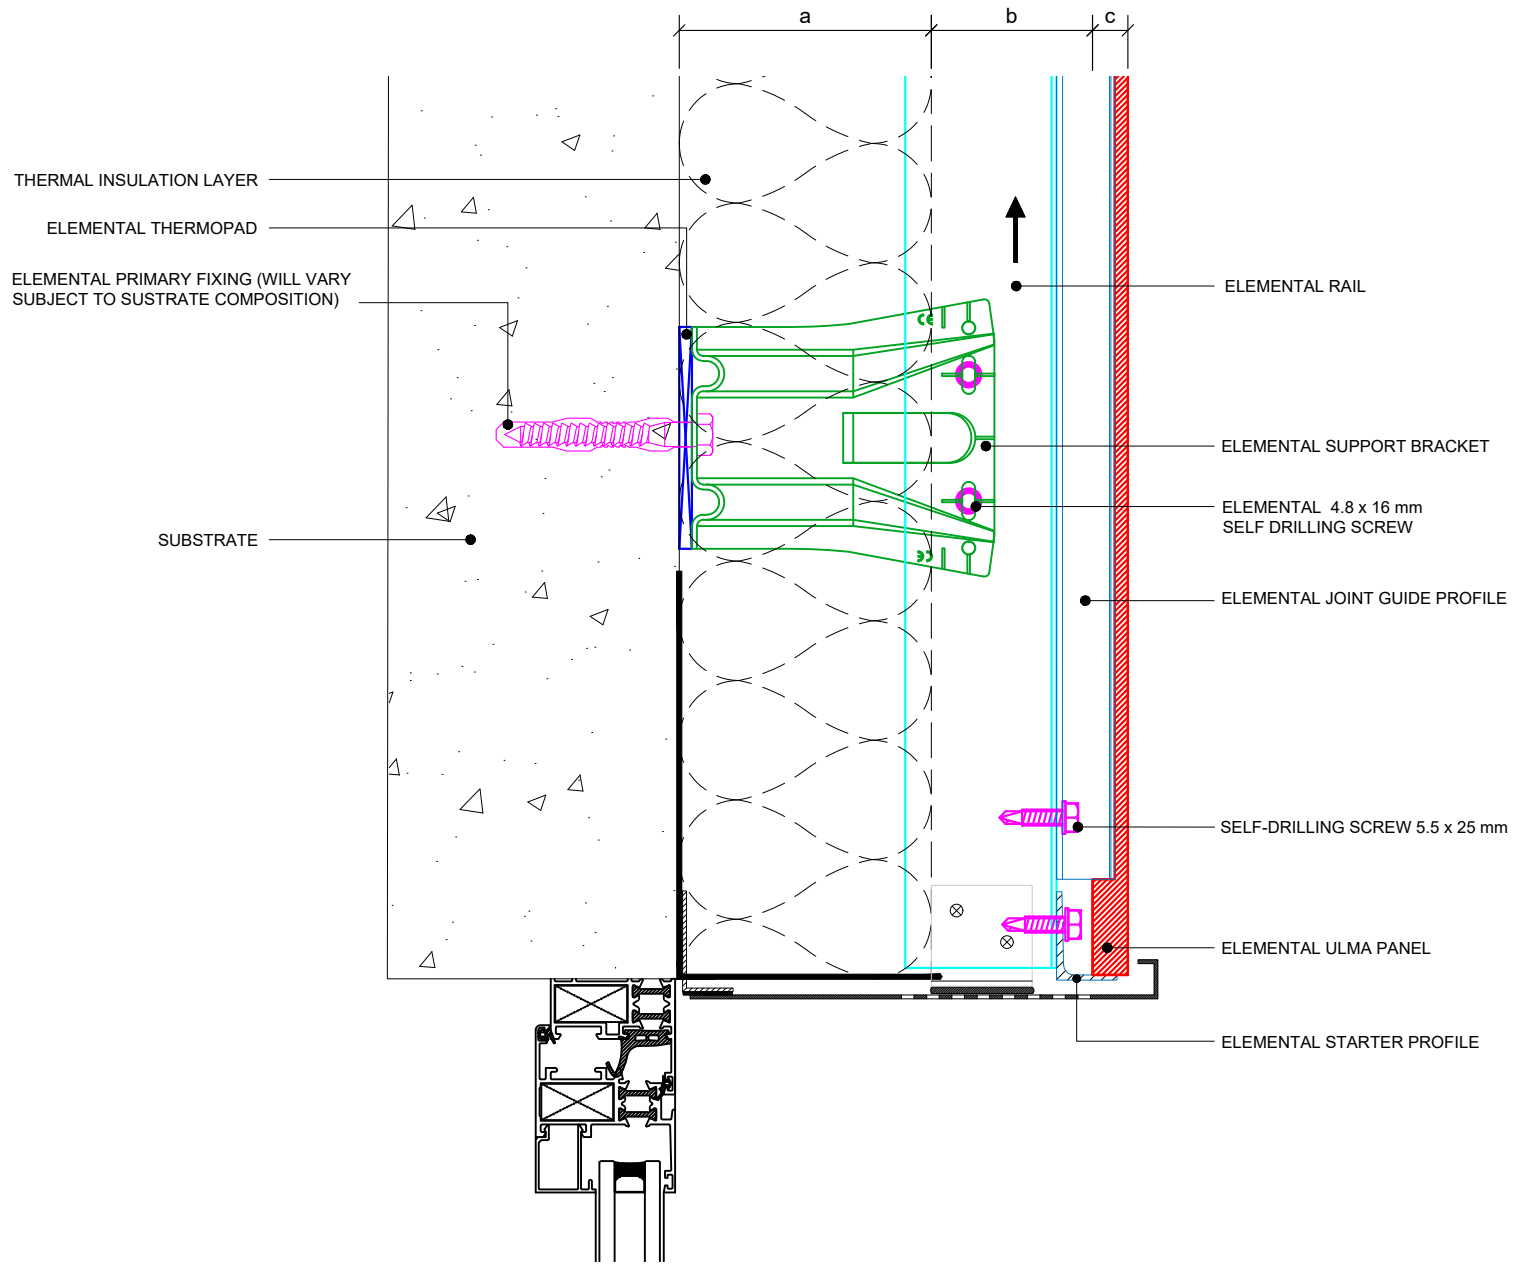 a b c
THERMAL INSULATION LAYER
ELEMENTAL THERMOPAD
ELEMENTAL PRIMARY FIXING (WILL VARY
SUBJECT TO SUSTRATE COMPOSITION)
SUBSTRATE
CE
CE
ELEMENTAL RAIL
ELEMENTAL SUPPORT BRACKET
ELEMENTAL 4.8 x 16 mm
SELF DRILLING SCREW
ELEMENTAL JOINT GUIDE PROFILE
SELF-DRILLING SCREW 5.5 x 25 mm
ELEMENTAL ULMA PANEL
ELEMENTAL STARTER PROFILE